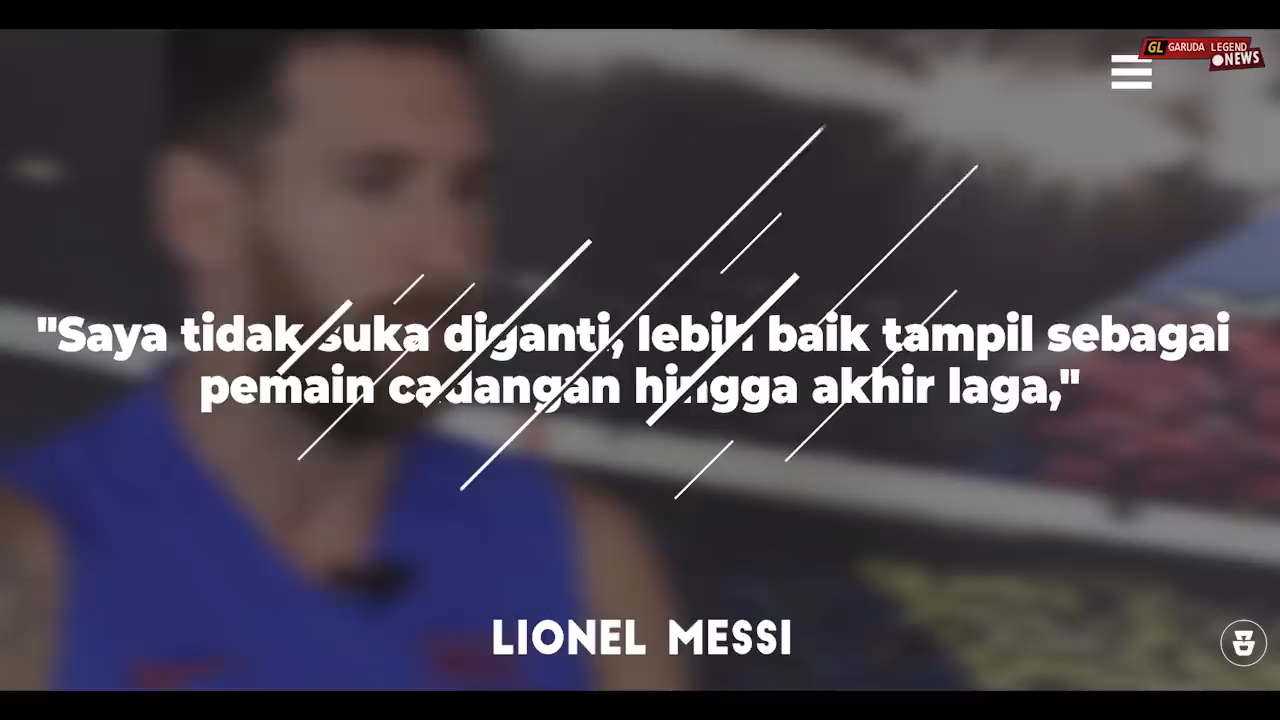 GL GARUDA LEGEND
NEWS
"Saya tidak suka diganti, lebih baik tampil sebagai
pemain cadangan hingga akhir laga,"
LIONEL MESSI